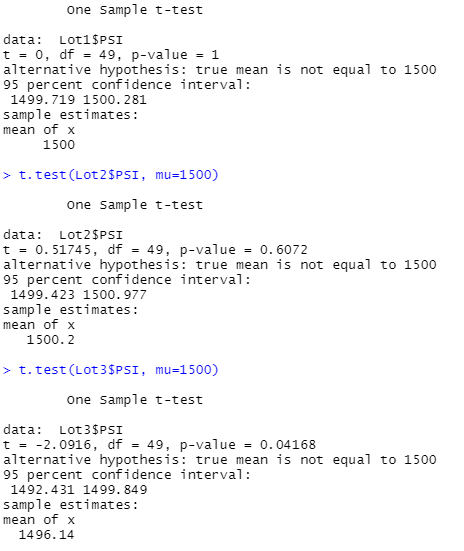 One Sample t-test
data:  Lot1$PSI
t = 0, df = 49, p-value = 1
alternative hypothesis: true mean is not equal to 1500
95 percent confidence interval:
 1499.719 1500.281
sample estimates:
mean of x
     1500
> t.test(Lot2$PSI, mu=1500)
        One Sample t-test
data:  Lot2$PSI
t = 0.51745, df = 49, p-value = 0.6072
alternative hypothesis: true mean is not equal to 1500
95 percent confidence interval:
 1499.423 1500.977
sample estimates:
mean of x
   1500.2
> t.test(Lot3$PSI, mu=1500)
        One Sample t-test
data:  Lot3$PSI
t = -2.0916, df = 49, p-value = 0.04168
alternative hypothesis: true mean is not equal to 1500
95 percent confidence interval:
 1492.431 1499.849
sample estimates:
mean of x
  1496.14